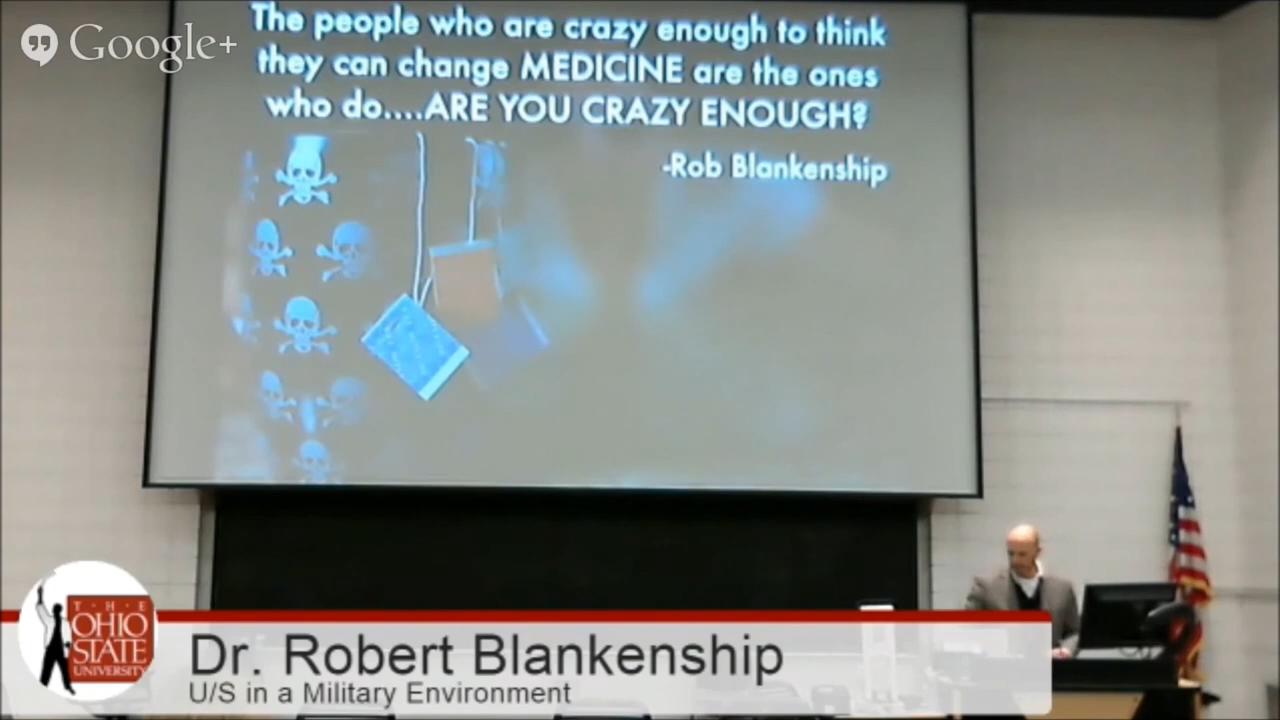 Google+
The people who are crazy enough to think
they can change MEDICINE are the ones
who do....ARE YOU CRAZY ENOUGH?
-Rob Blankenship
T·H·E
OHIO
STATE
UNIVERSITY
Dr. Robert Blankenship
U/S in a Military Environment